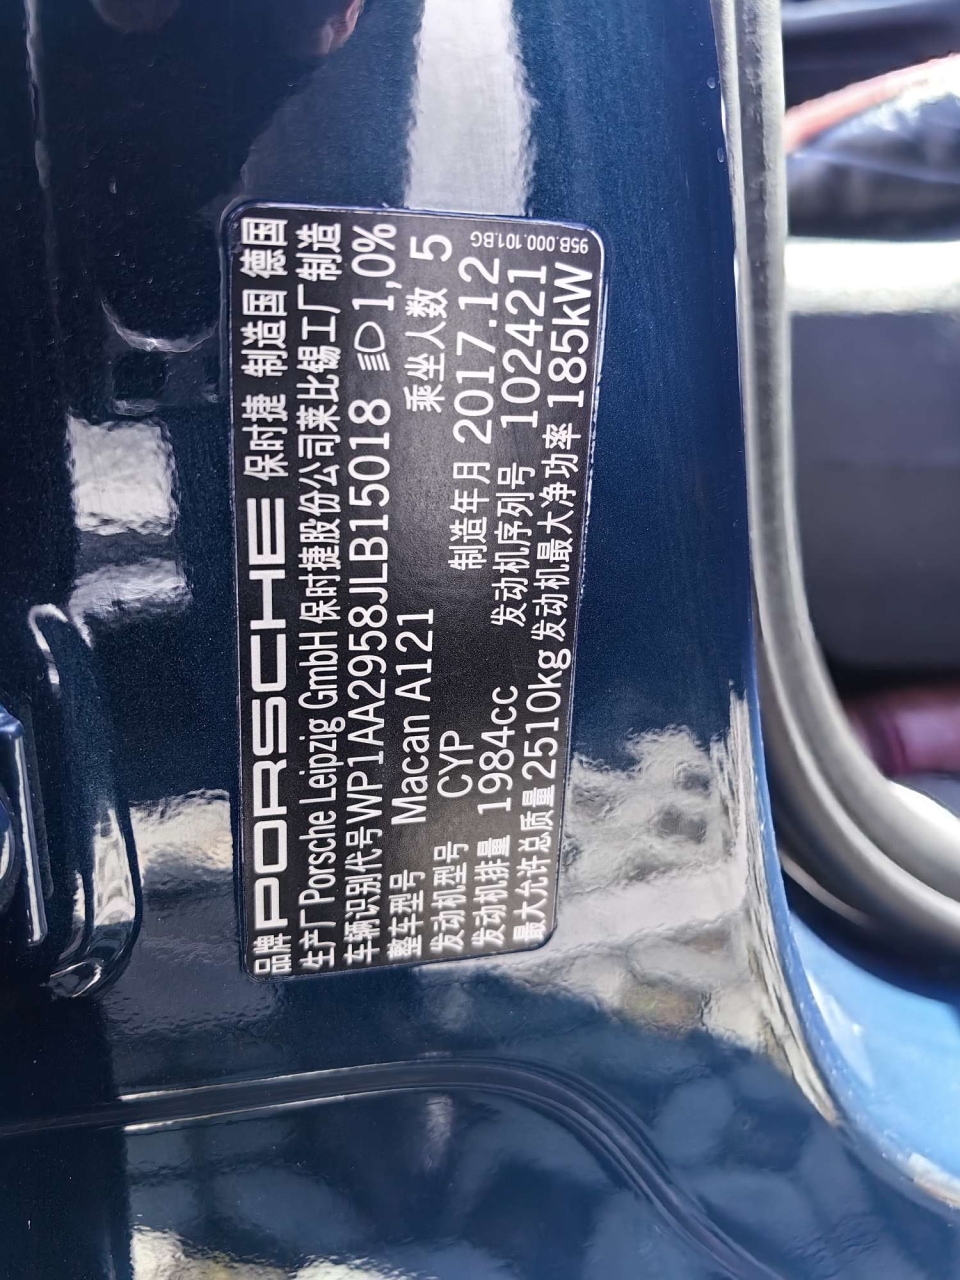 95B.000.101.BG
品牌 PORSCHE 保时捷 制造国 德国
生产厂 Porsche Leipzig GmbH 保时捷股份公司莱比锡工厂制造
车辆识别代号 WP1AA2958JLB15018 1,0%
整车型号 Macan A121 乘坐人数 5
发动机型号 CYP 制造年月 2017.12
发动机排量 1984cc 发动机序列号 102421
最大允许总质量 2510kg 发动机最大净功率 185kW